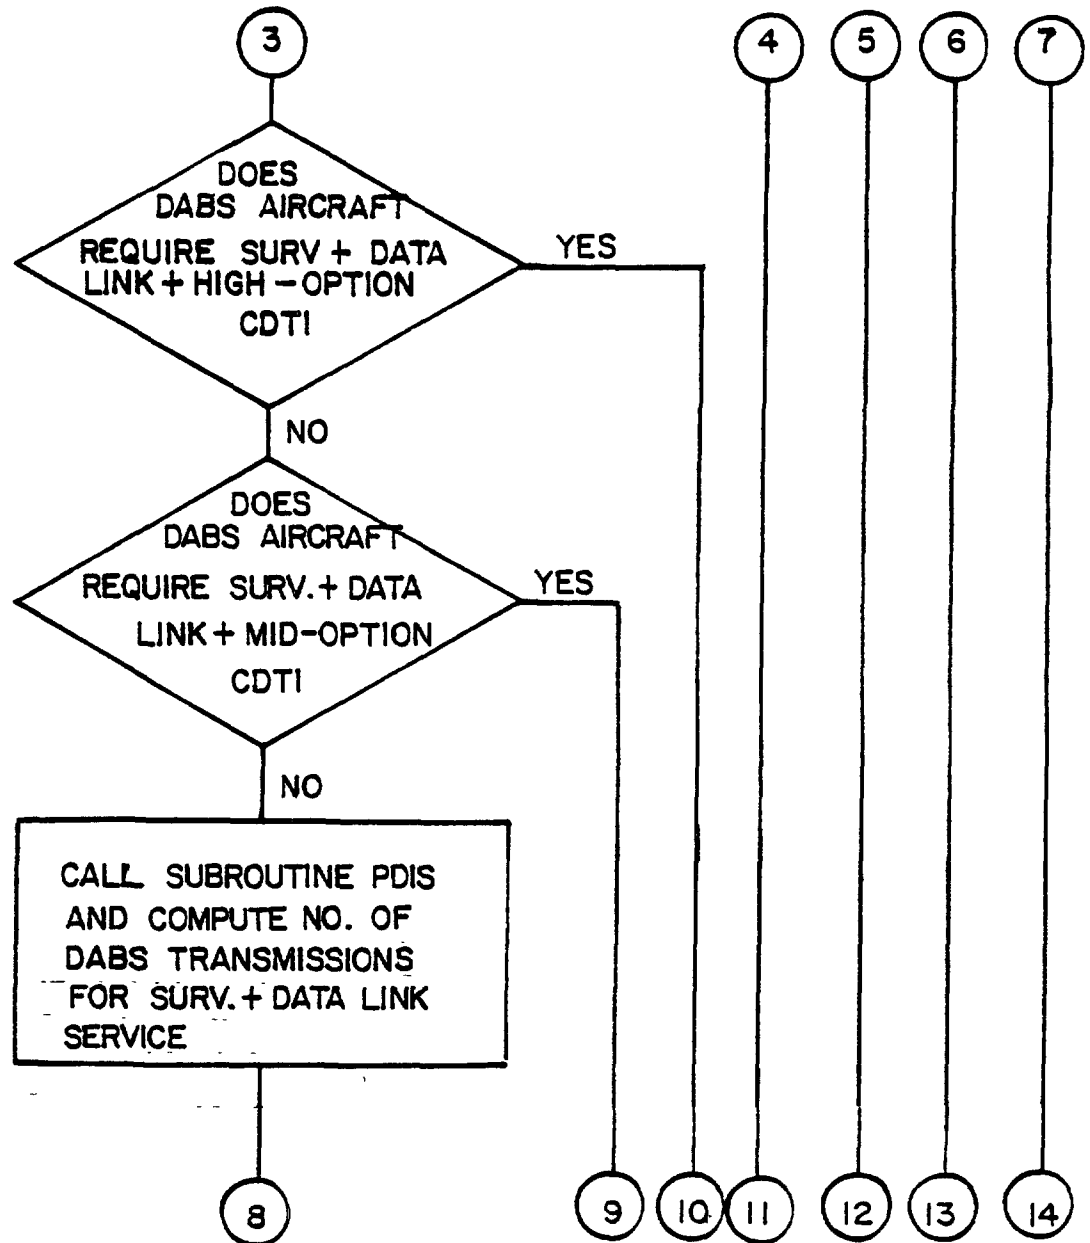 3
4
5
6
7
DOES
DABS AIRCRAFT
REQUIRE SURV + DATA
LINK + HIGH - OPTION
CDTI
YES
NO
DOES
DABS AIRCRAFT
REQUIRE SURV. + DATA
LINK + MID-OPTION
CDTI
YES
NO
CALL SUBROUTINE PDIS
AND COMPUTE NO. OF
DABS TRANSMISSIONS
FOR SURV. + DATA LINK
SERVICE
8
9
10
11
12
13
14